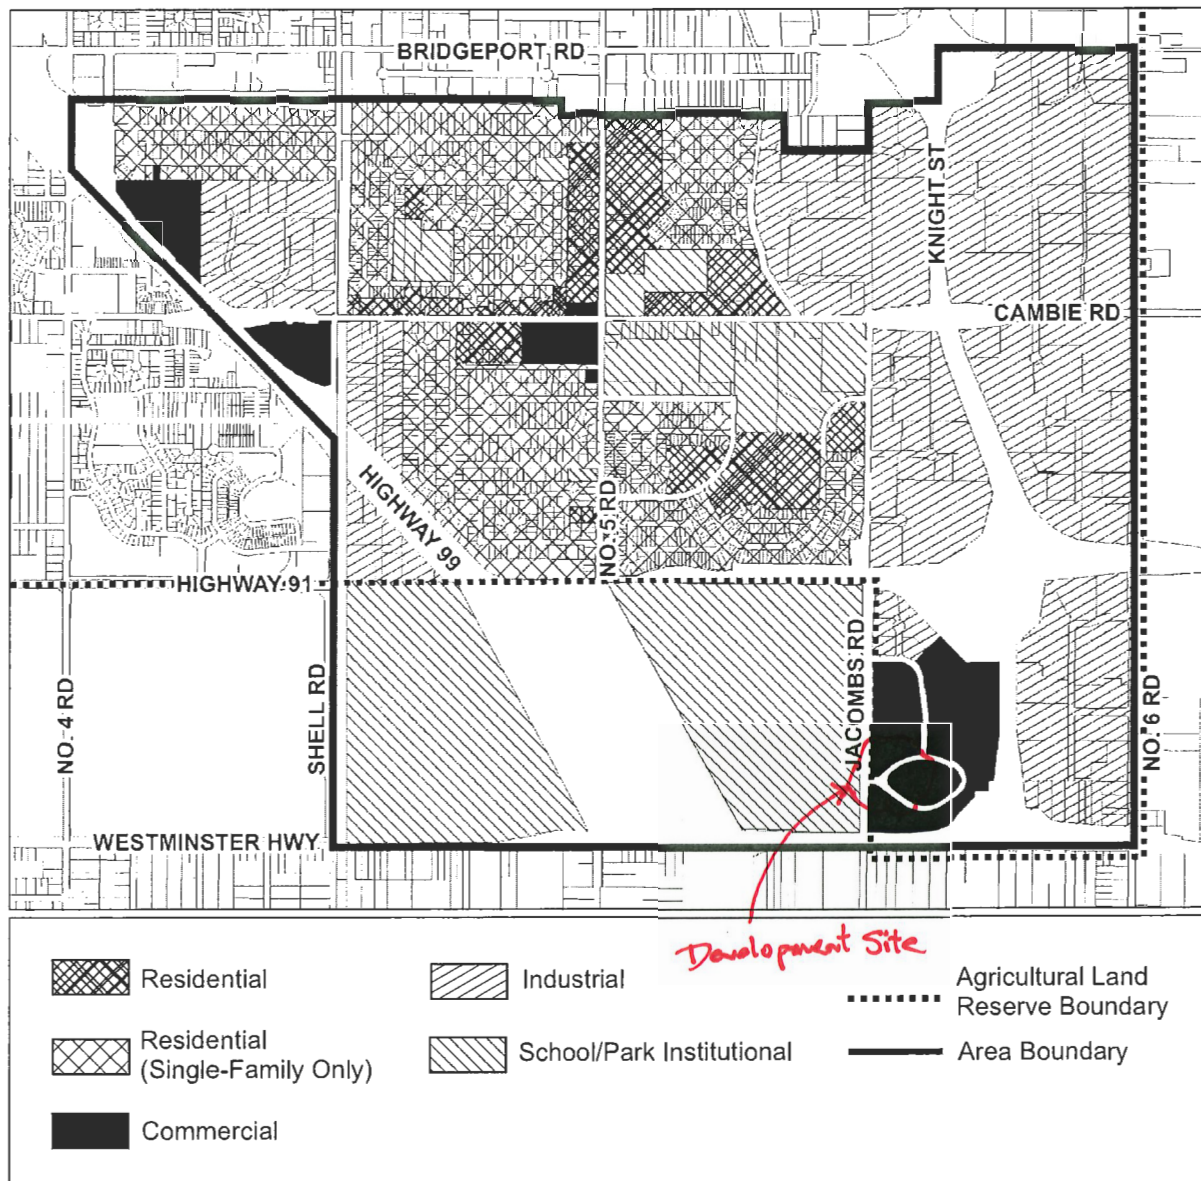 BRIDGEPORT RD
KNIGHT ST
CAMBIE RD
HIGHWAY 99
NO. 5 RD
HIGHWAY 91
NO. 4 RD
SHELL RD
JACOMBS RD
NO. 6 RD
WESTMINSTER HWY
Development Site
Residential
Industrial
Agricultural Land
Reserve Boundary
Residential
(Single-Family Only)
School/Park Institutional
Area Boundary
Commercial